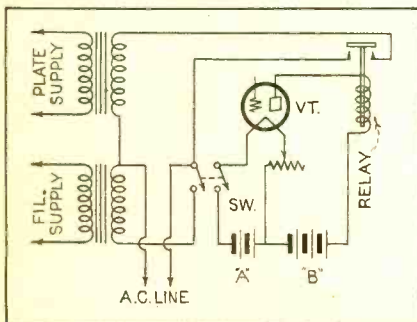 PLATE
SUPPLY
FIL.
SUPPLY
A.C. LINE
VT.
SW.
"A"
"B"
RELAY